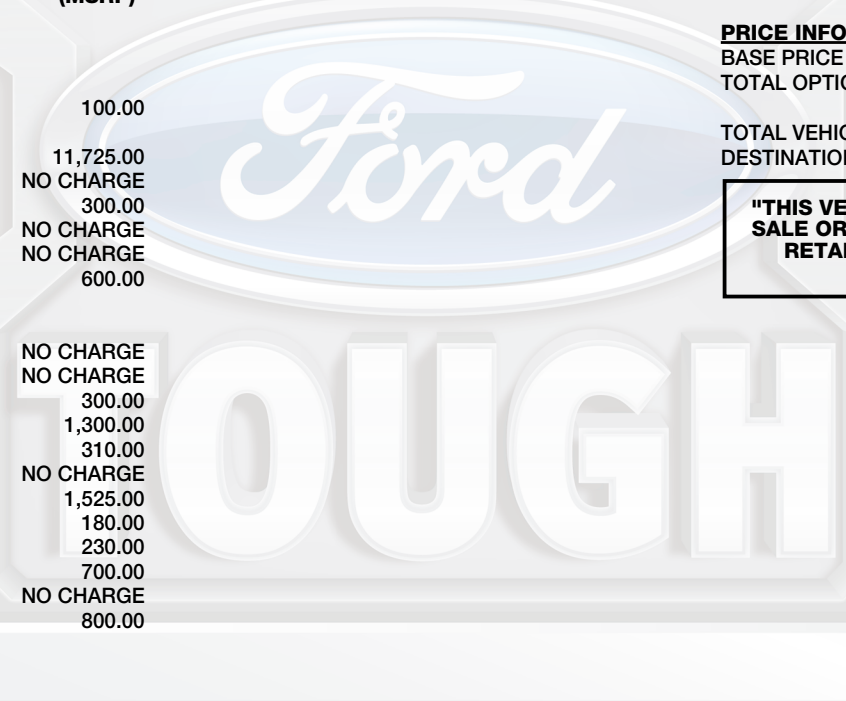 (MSRP)
100.00
11,725.00
NO CHARGE
300.00
NO CHARGE
NO CHARGE
600.00
NO CHARGE
NO CHARGE
300.00
1,300.00
310.00
NO CHARGE
1,525.00
180.00
230.00
700.00
NO CHARGE
800.00
PRICE INFO
BASE PRICE
TOTAL OPTIO
TOTAL VEHIC
DESTINATION
"THIS VE
SALE OR
RETAI
Ford
TOUGH